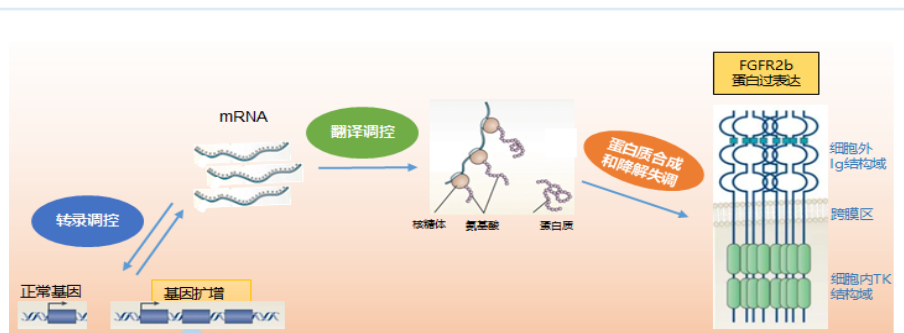 FGFR2b
蛋白过表达
mRNA
翻译调控
蛋白质合成
和降解失调
细胞外
Ig结构域
转录调控
核糖体
氨基酸
蛋白质
跨膜区
正常基因
基因扩增
细胞内TK
结构域